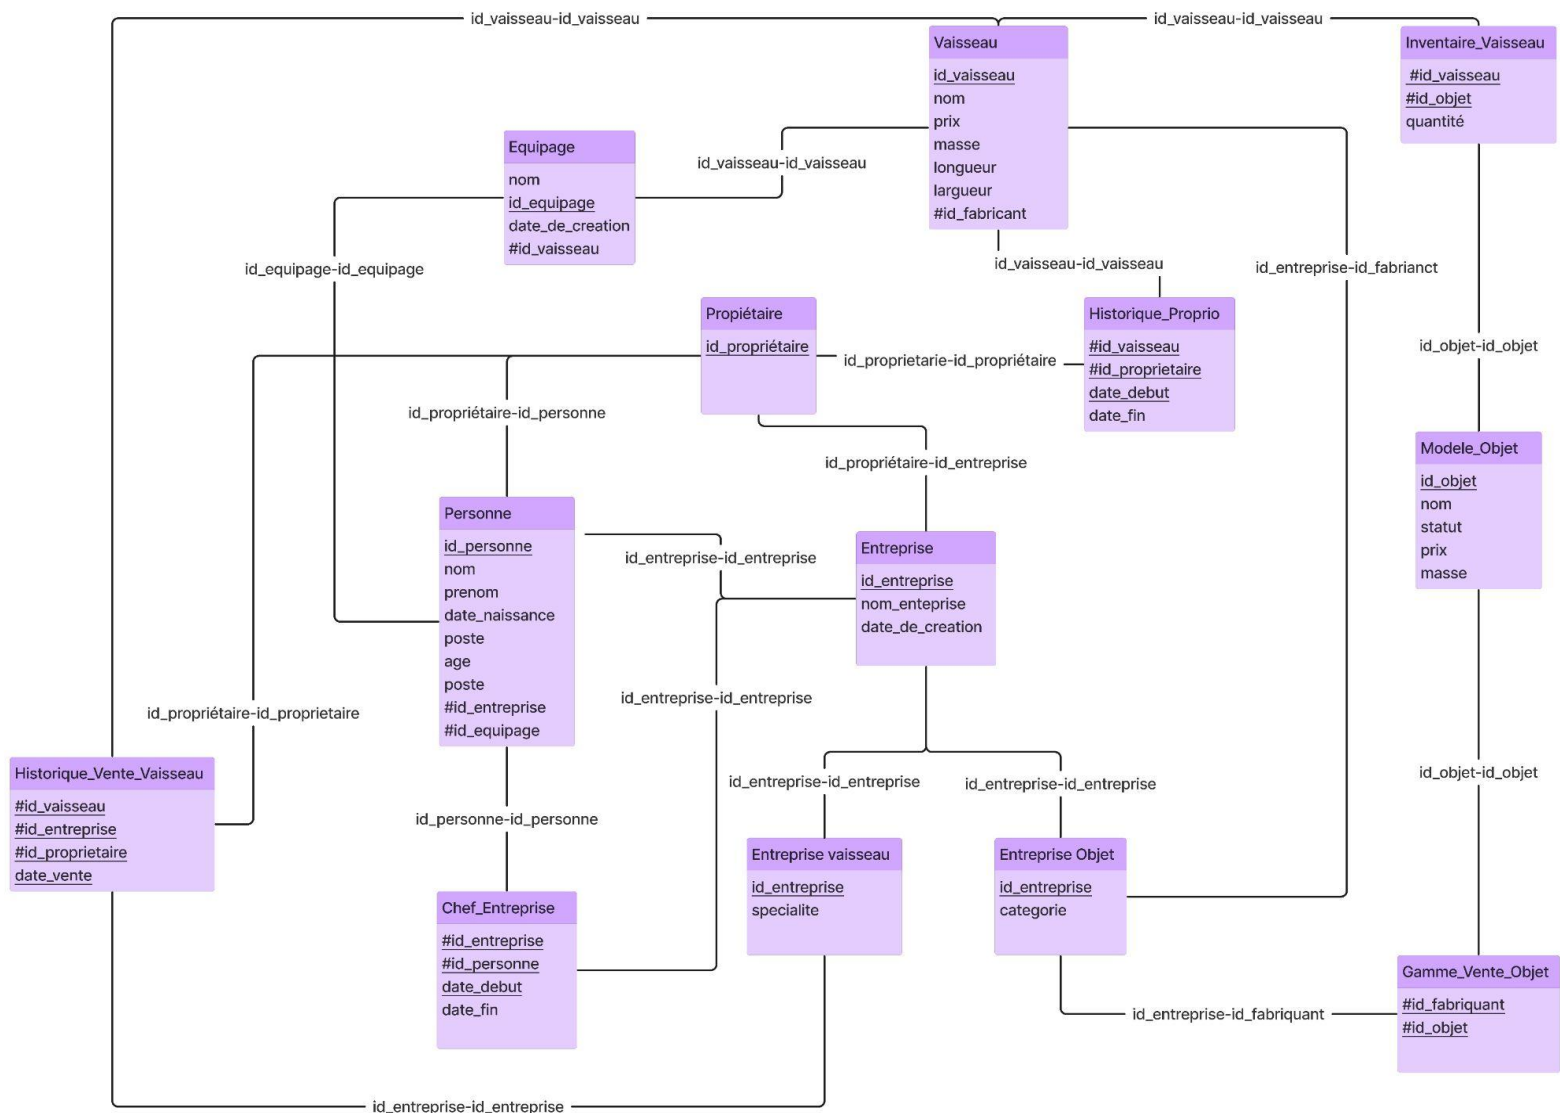 id_vaisseau-id_vaisseau
id_vaisseau-id_vaisseau
Vaisseau
id_vaisseau
nom
prix
masse
longueur
largueur
#id_fabricant
Inventaire_Vaisseau
#id_vaisseau
#id_objet
quantité
Equipage
nom
id_equipage
date_de_creation
#id_vaisseau
id_vaisseau-id_vaisseau
id_equipage-id_equipage
id_vaisseau-id_vaisseau
id_entreprise-id_fabrianct
Propiétaire
id_propriétaire
id_proprietarie-id_propriétaire
Historique_Proprio
#id_vaisseau
#id_proprietaire
date_debut
date_fin
id_objet-id_objet
id_propriétaire-id_personne
id_propriétaire-id_entreprise
Modele_Objet
id_objet
nom
statut
prix
masse
Personne
id_personne
nom
prenom
date_naissance
poste
age
poste
#id_entreprise
#id_equipage
id_entreprise-id_entreprise
Entreprise
id_entreprise
nom_enteprise
date_de_creation
id_entreprise-id_entreprise
id_propriétaire-id_proprietaire
Historique_Vente_Vaisseau
#id_vaisseau
#id_entreprise
#id_proprietaire
date_vente
id_entreprise-id_entreprise
id_entreprise-id_entreprise
id_objet-id_objet
id_personne-id_personne
Entreprise vaisseau
id_entreprise
specialite
Entreprise Objet
id_entreprise
categorie
Chef_Entreprise
#id_entreprise
#id_personne
date_debut
date_fin
Gamme_Vente_Objet
#id_fabriquant
#id_objet
id_entreprise-id_fabriquant
id_entreprise-id_entreprise